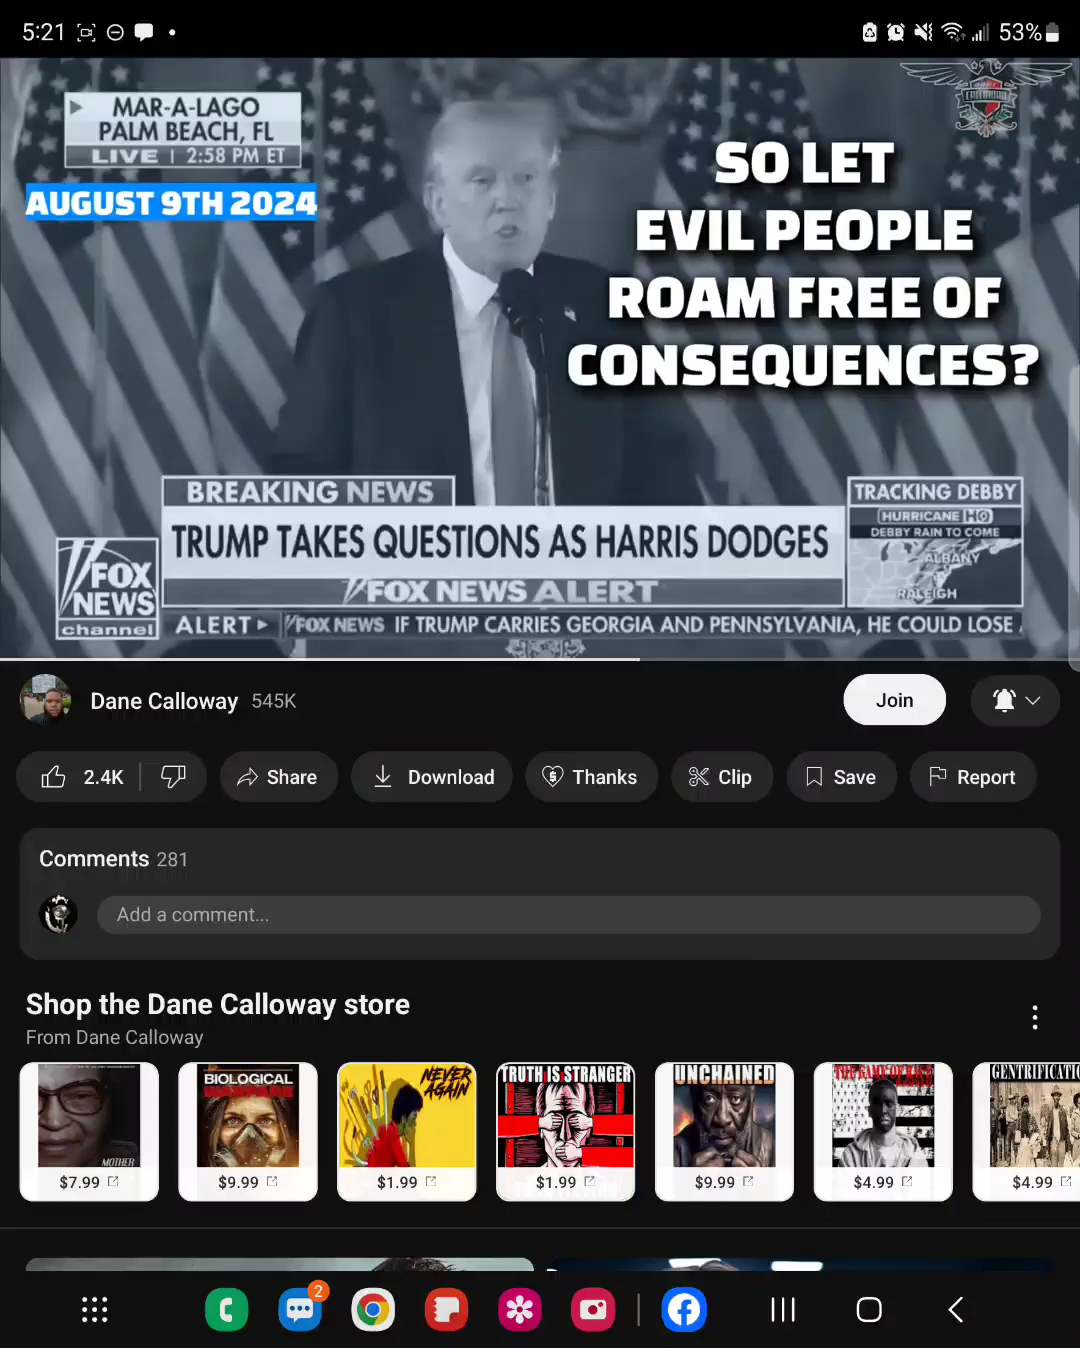 5:21
53%
MAR-A-LAGO
PALM BEACH, FL
LIVE | 2:58 PM ET
AUGUST 9TH 2024
SO LET
EVIL PEOPLE
ROAM FREE OF
CONSEQUENCES?
BREAKING NEWS
TRUMP TAKES QUESTIONS AS HARRIS DODGES
FOX NEWS ALERT
TRACKING DEBBY
HURRICANE HQ
DEBBY RAIN TO COME
ALBANY
RALEIGH
FOX
NEWS
channel
ALERT FOX NEWS IF TRUMP CARRIES GEORGIA AND PENNSYLVANIA, HE COULD LOSE
Dane Calloway 545K
Join
2.4K
Share
Download
Thanks
Clip
Save
Report
Comments 281
Add a comment...
Shop the Dane Calloway store
From Dane Calloway
MOTHER
$7.99
BIOLOGICAL
WARFARE
$9.99
NEVER
AGAIN
$1.99
TRUTH IS STRANGER
$1.99
UNCHAINED
$9.99
THE GAME OF RACE
$4.99
GENTRIFICATIO
$4.99
2